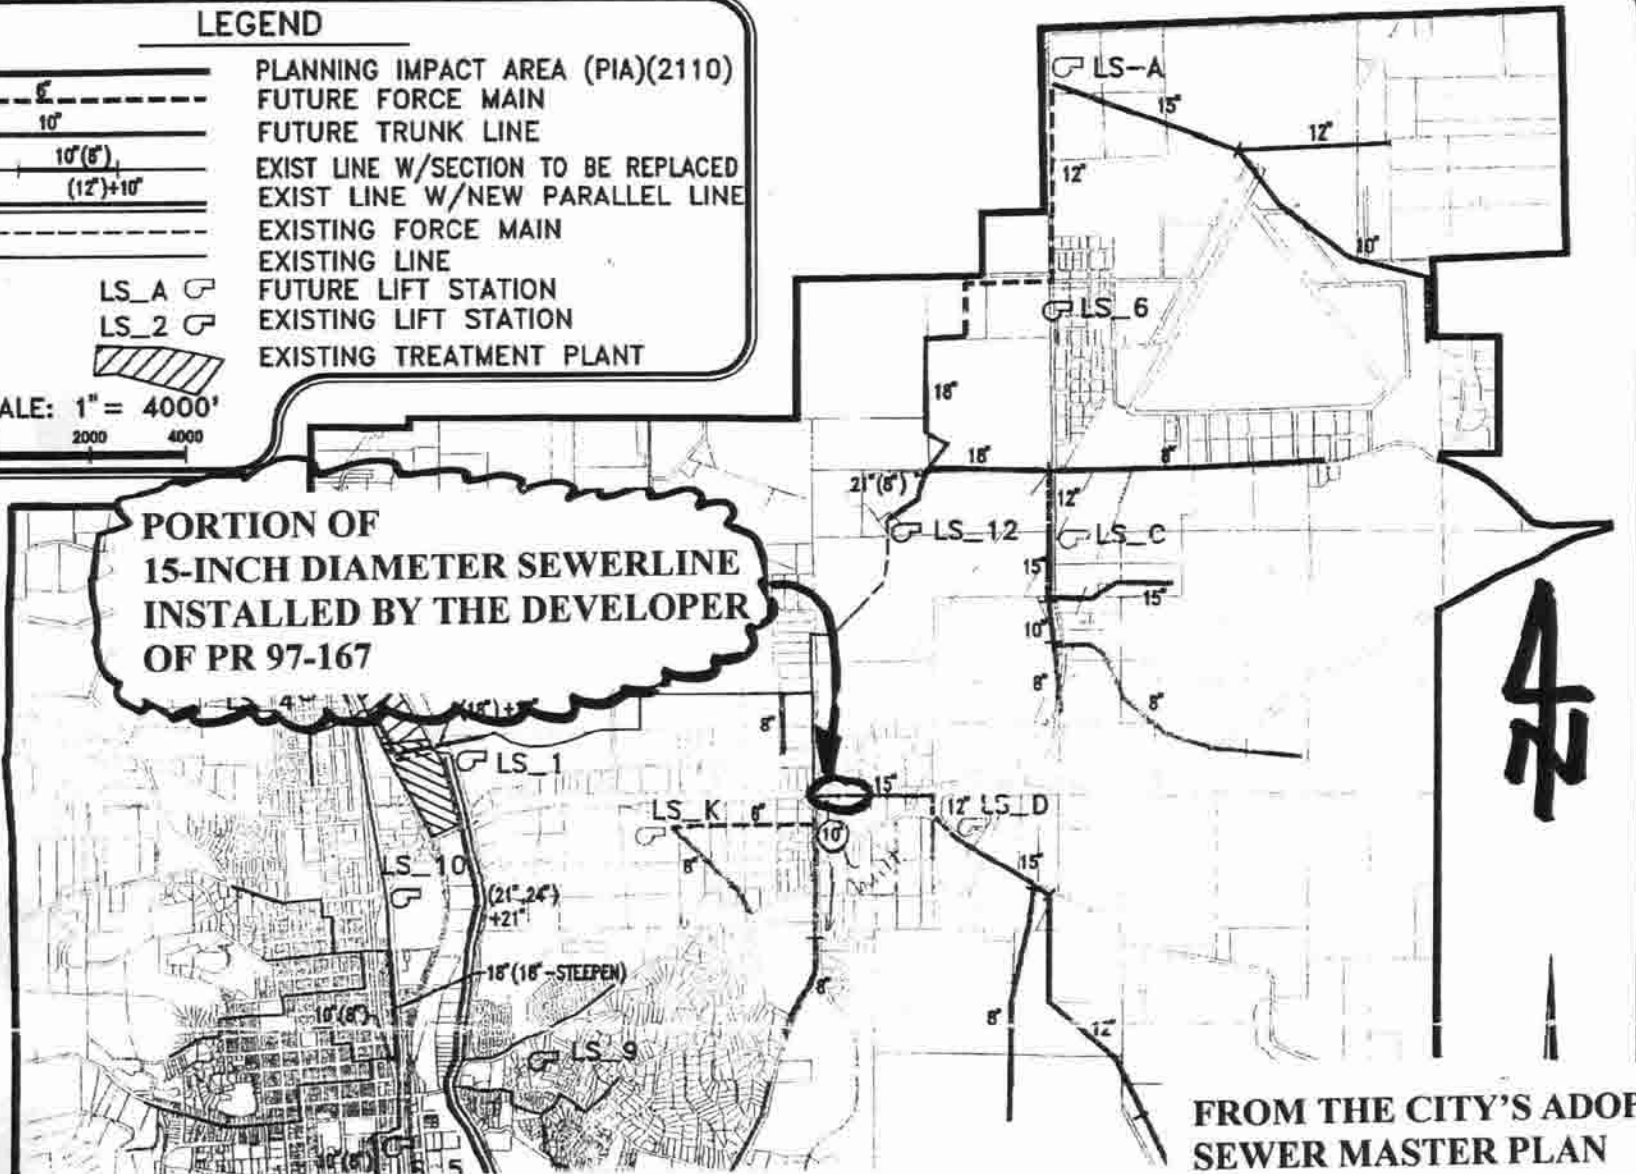 LEGEND
PLANNING IMPACT AREA (PIA)(2110)
6" FUTURE FORCE MAIN
10" FUTURE TRUNK LINE
10"(8") EXIST LINE W/SECTION TO BE REPLACED
(12")+10" EXIST LINE W/NEW PARALLEL LINE
EXISTING FORCE MAIN
EXISTING LINE
LS_A FUTURE LIFT STATION
LS_2 EXISTING LIFT STATION
EXISTING TREATMENT PLANT
ALE: 1"= 4000'
2000 4000
PORTION OF
15-INCH DIAMETER SEWERLINE
INSTALLED BY THE DEVELOPER
OF PR 97-167
LS-A
15"
12"
12"
10"
LS_6
18"
18"
8"
21"(8")
12"
LS_12
LS_C
15"
15"
10"
8"
8"
8"
LS_1
15"
LS_K
6"
12"
LS_D
10"
8"
15"
LS_10
(21",24")
+21"
18"(18"-STEEPEN)
8"
10"(8")
8"
12"
LS_9
N
5
FROM THE CITY'S ADOP
SEWER MASTER PLAN